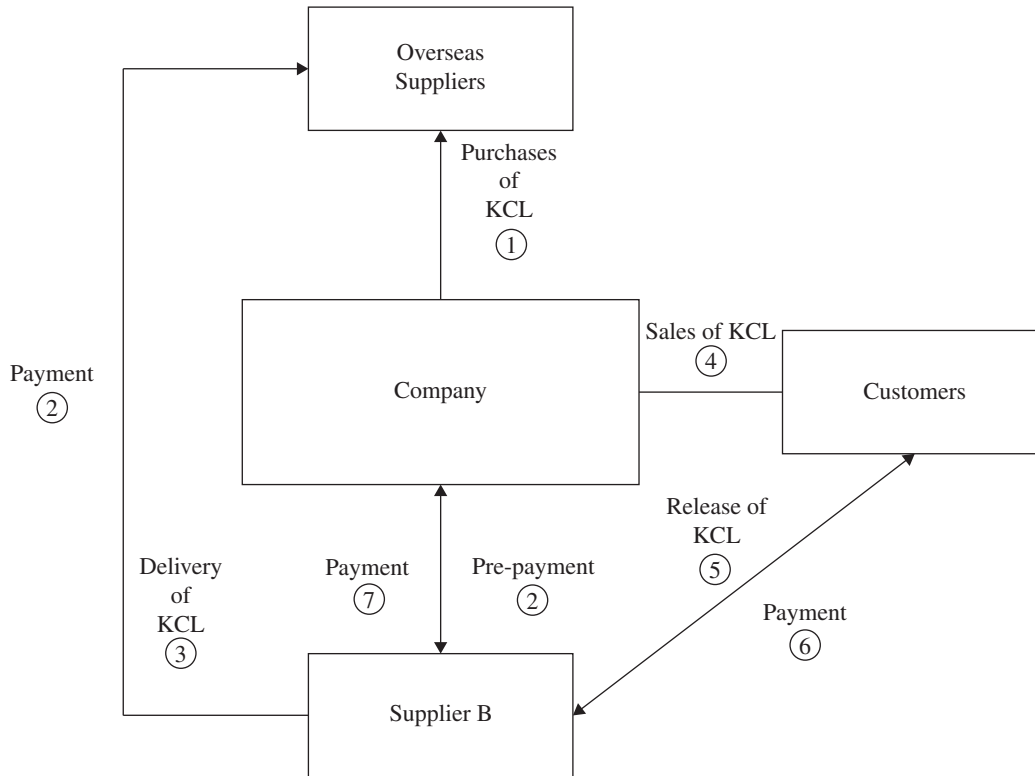 Overseas
Suppliers
Purchases
of
KCL
1
Sales of KCL
4
Payment
2
Company
Customers
Release of
KCL
5
Delivery
of
KCL
3
Payment
7
Pre-payment
2
Payment
6
Supplier B